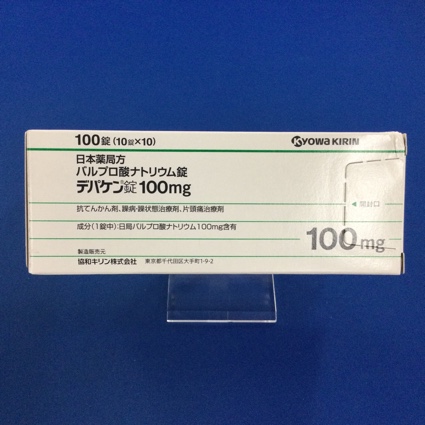 100錠 (10錠×10)
KYOWA KIRIN
日本薬局方
バルプロ酸ナトリウム錠
デパケン®錠100mg
抗てんかん剤、躁病・躁状態治療剤、片頭痛治療剤
◀ 開封口
成分(1錠中):日局バルプロ酸ナトリウム100mg含有
100mg
製造販売元
協和キリン株式会社 東京都千代田区大手町1-9-2